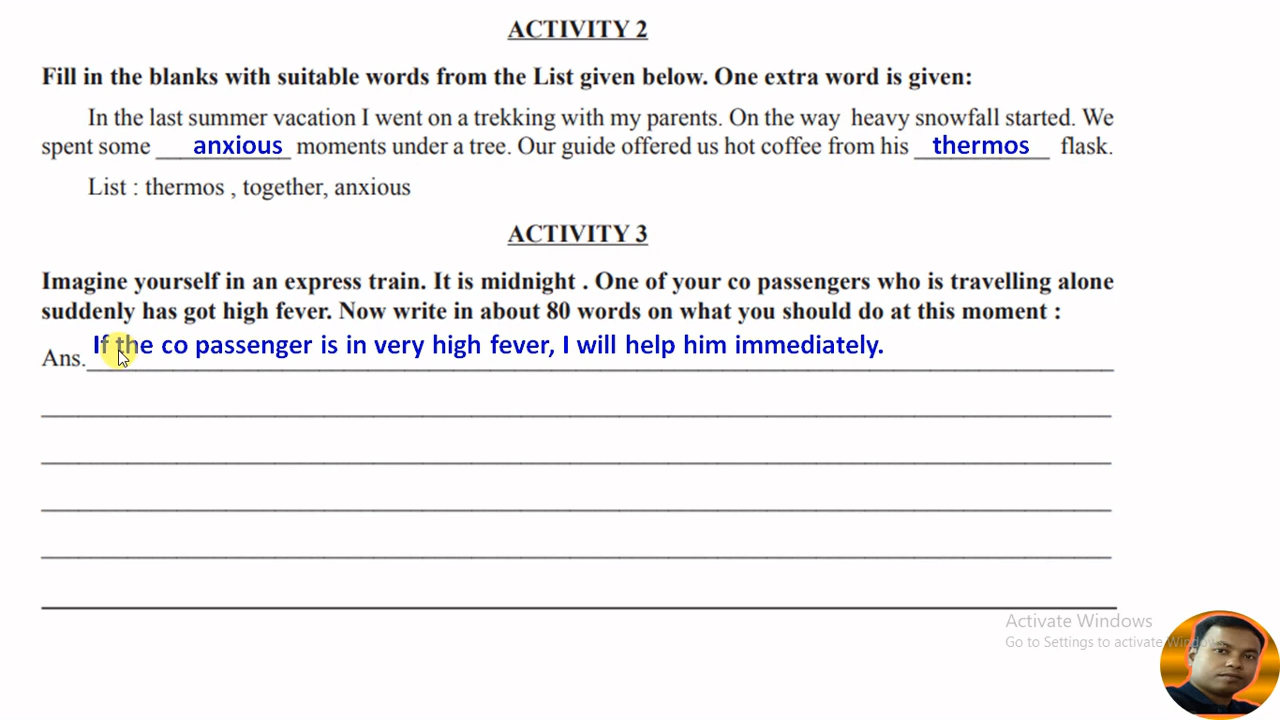 ACTIVITY 2
Fill in the blanks with suitable words from the List given below. One extra word is given:
In the last summer vacation I went on a trekking with my parents. On the way heavy snowfall started. We
spent some anxious moments under a tree. Our guide offered us hot coffee from his thermos flask.
List : thermos , together, anxious
ACTIVITY 3
Imagine yourself in an express train. It is midnight . One of your co passengers who is travelling alone
suddenly has got high fever. Now write in about 80 words on what you should do at this moment :
Ans. If the co passenger is in very high fever, I will help him immediately.
Activate Windows
Go to Settings to activate Windows.